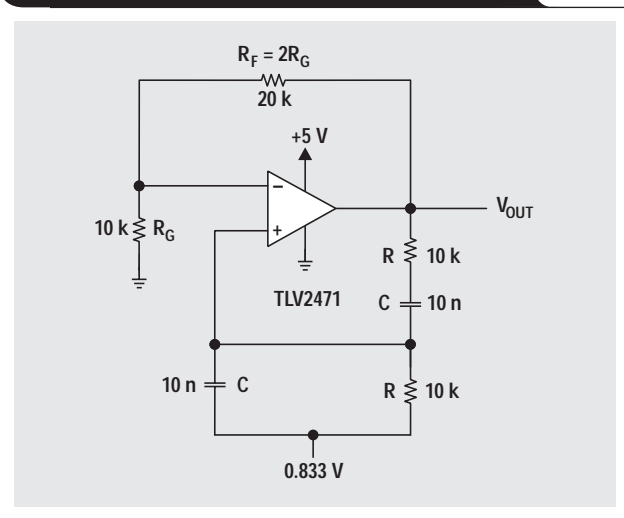 R_F = 2R_G
20 k
+5 V
–
+
10 k R_G
V_OUT
R 10 k
TLV2471
C 10 n
10 n C
R 10 k
0.833 V